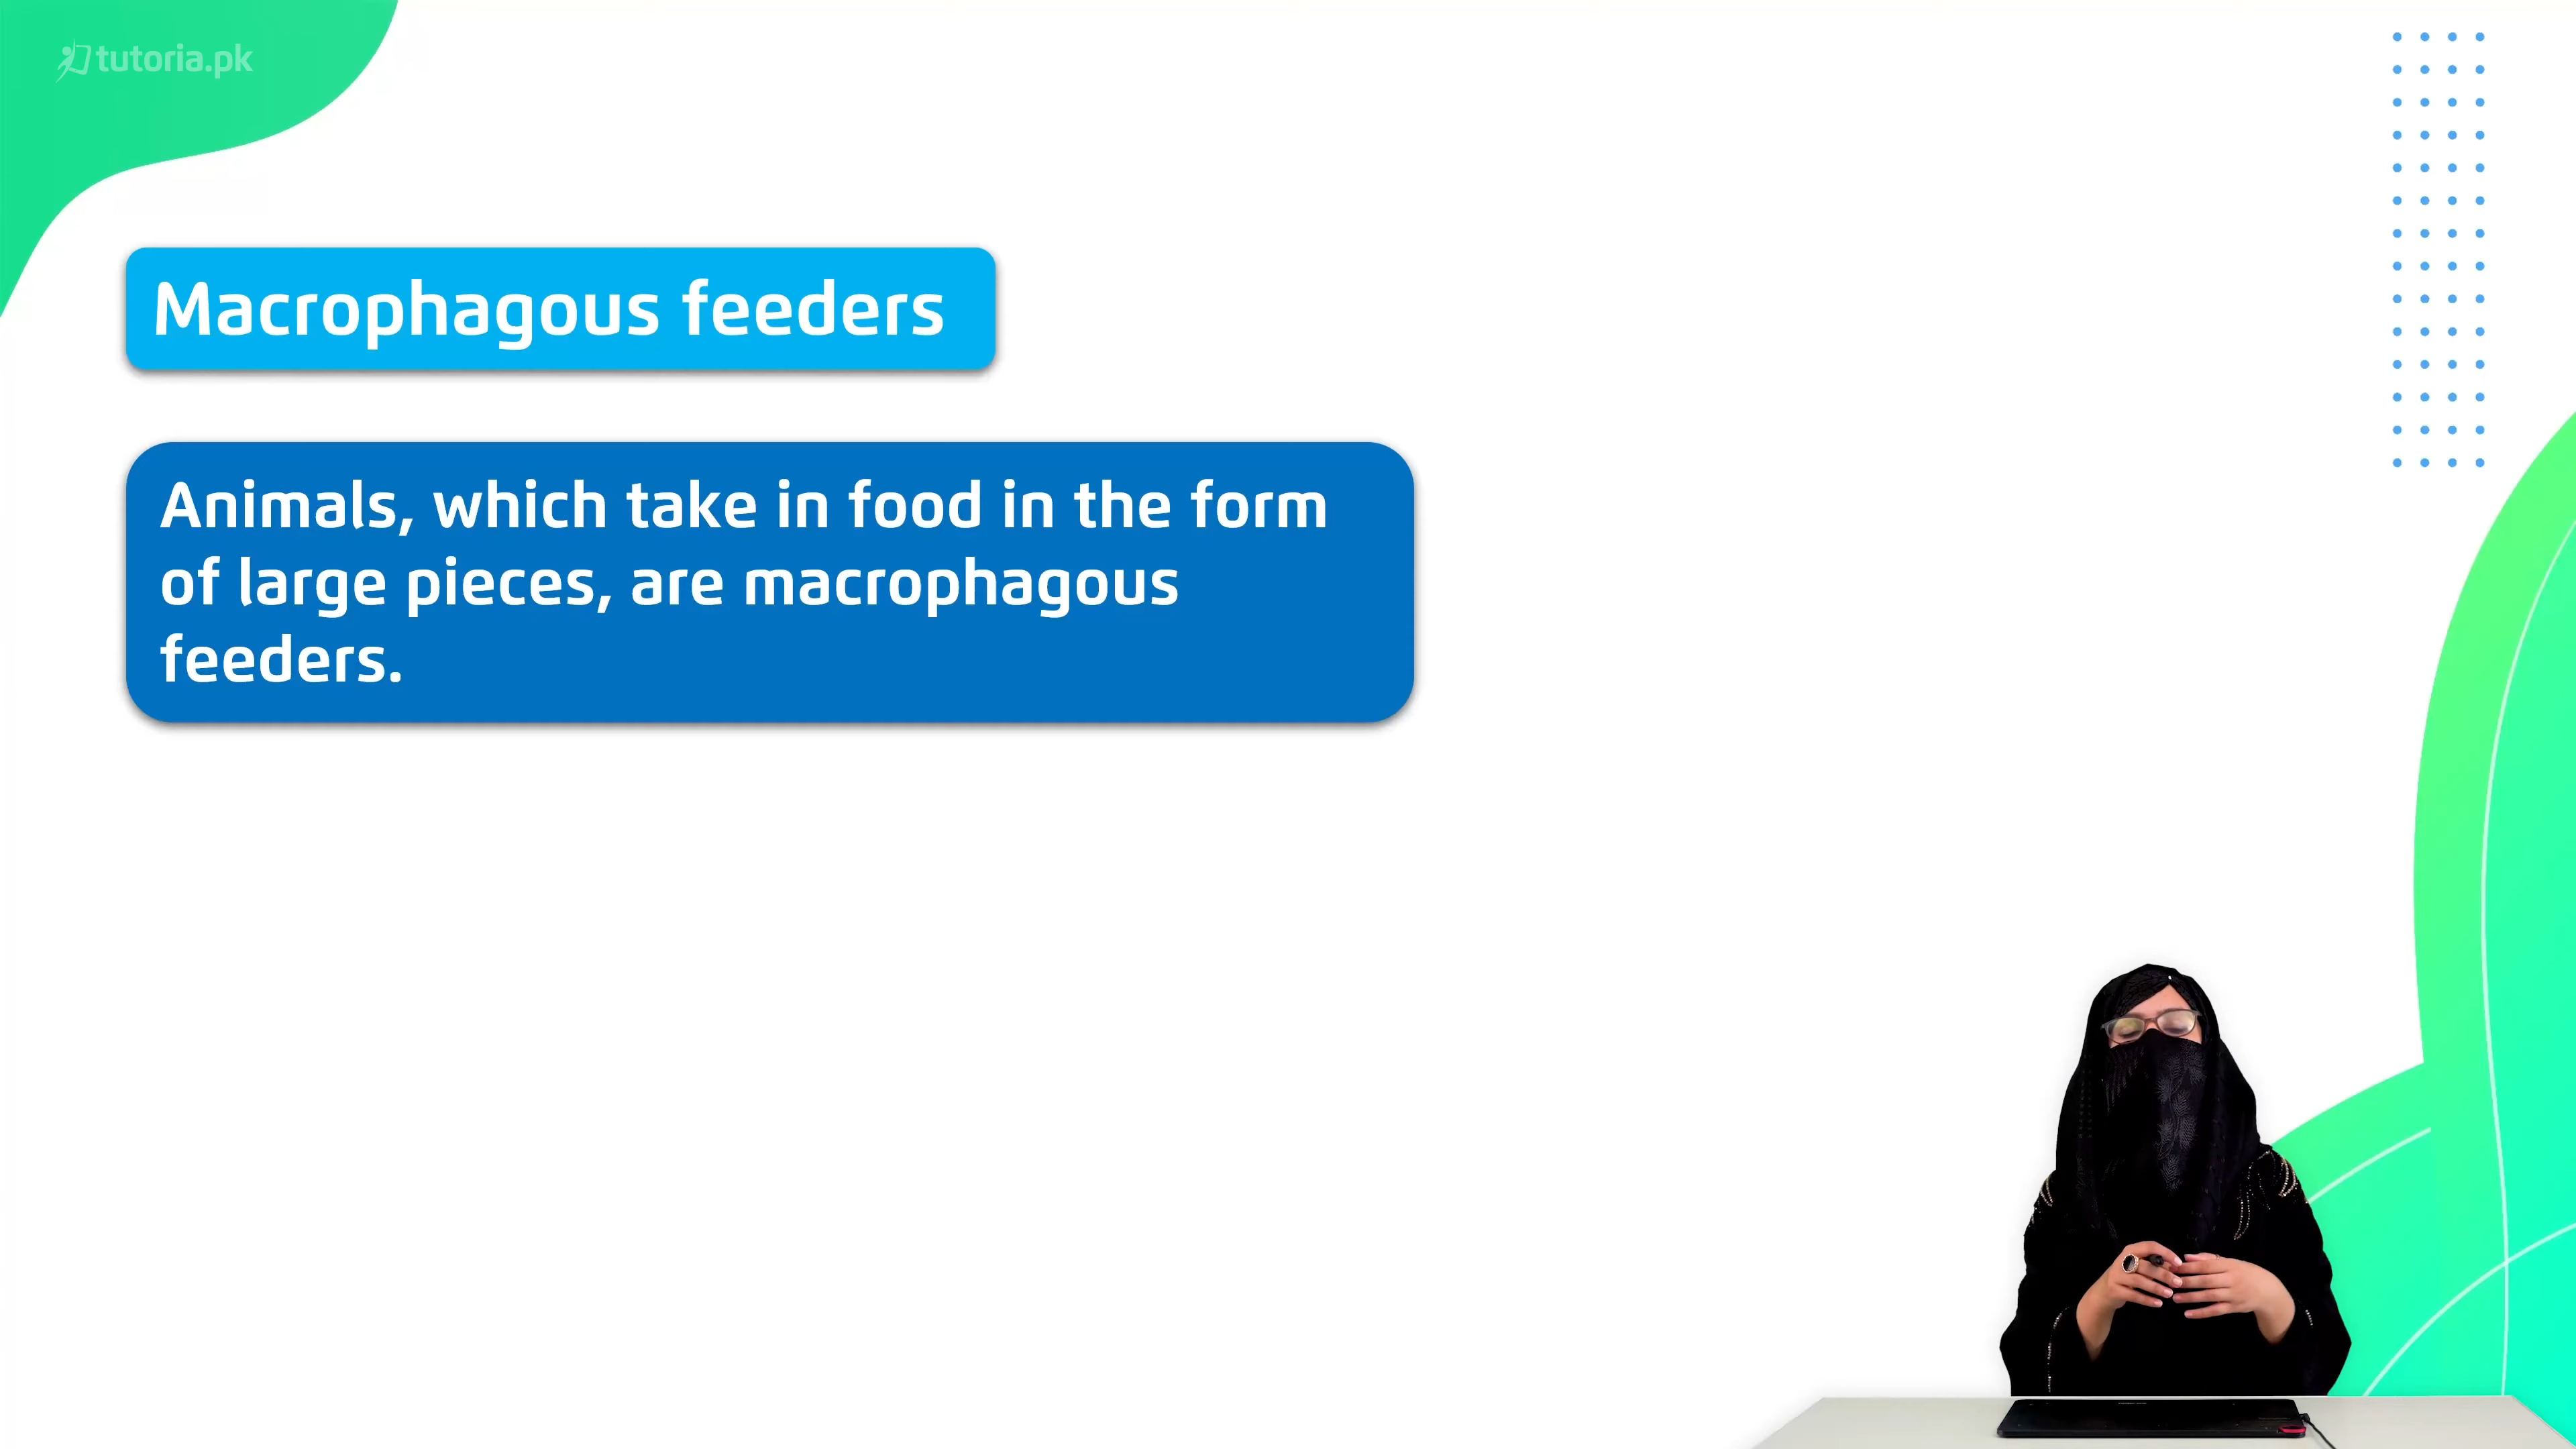 tutoria.pk
Macrophagous feeders
Animals, which take in food in the form
of large pieces, are macrophagous
feeders.